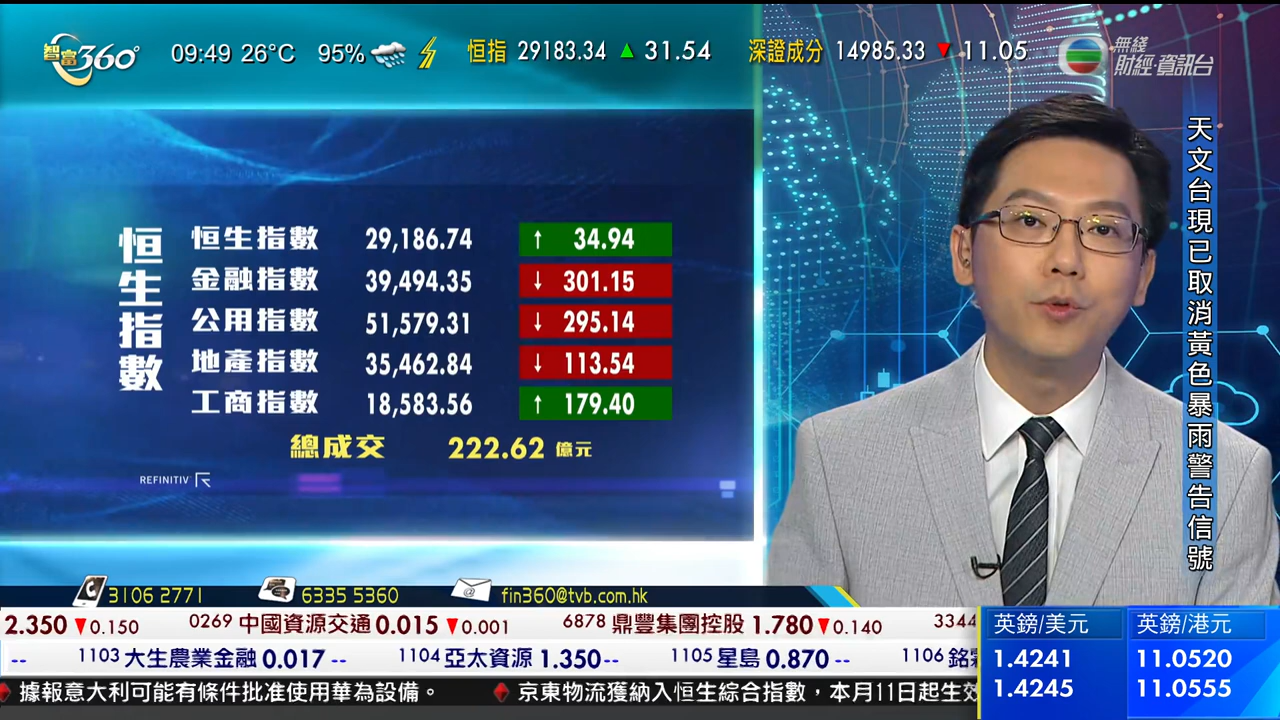 智富360° 09:49 26°C 95% 恒指 29183.34 ▲ 31.54 深證成分 14985.33 ▼ 11.05
無綫
財經·資訊台
恒生指數
恒生指數 29,186.74 ↑ 34.94
金融指數 39,494.35 ↓ 301.15
公用指數 51,579.31 ↓ 295.14
地產指數 35,462.84 ↓ 113.54
工商指數 18,583.56 ↑ 179.40
總成交 222.62 億元
REFINITIV
天文台現已取消黃色暴雨警告信號
3106 2771 6335 5360 fin360@tvb.com.hk
2.350 ▼0.150 0269 中國資源交通 0.015 ▼0.001 6878 鼎豐集團控股 1.780 ▼0.140 3344
-- 1103 大生農業金融 0.017 -- 1104 亞太資源 1.350 -- 1105 星島 0.870 -- 1106 銘
據報意大利可能有條件批准使用華為設備。 京東物流獲納入恒生綜合指數，本月11日起生效
英鎊/美元 英鎊/港元
1.4241 11.0520
1.4245 11.0555